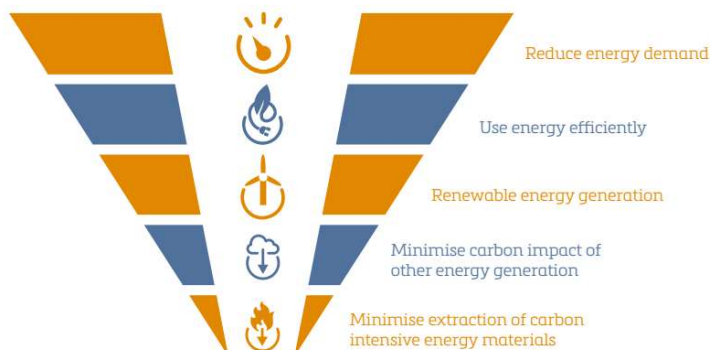 Reduce energy demand
Use energy efficiently
Renewable energy generation
Minimise carbon impact of
other energy generation
Minimise extraction of carbon
intensive energy materials